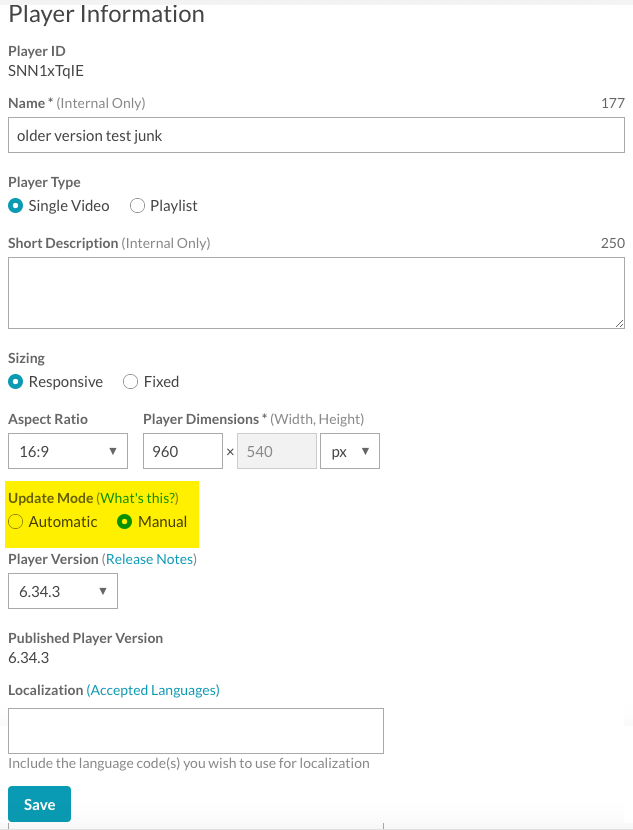 Player Information
Player ID
SNN1xTqIE
Name * (Internal Only) 177
older version test junk
Player Type
Single Video Playlist
Short Description (Internal Only) 250
Sizing
Responsive Fixed
Aspect Ratio Player Dimensions * (Width, Height)
16:9 960 × 540 px
Update Mode (What's this?)
Automatic Manual
Player Version (Release Notes)
6.34.3
Published Player Version
6.34.3
Localization (Accepted Languages)
Include the language code(s) you wish to use for localization
Save